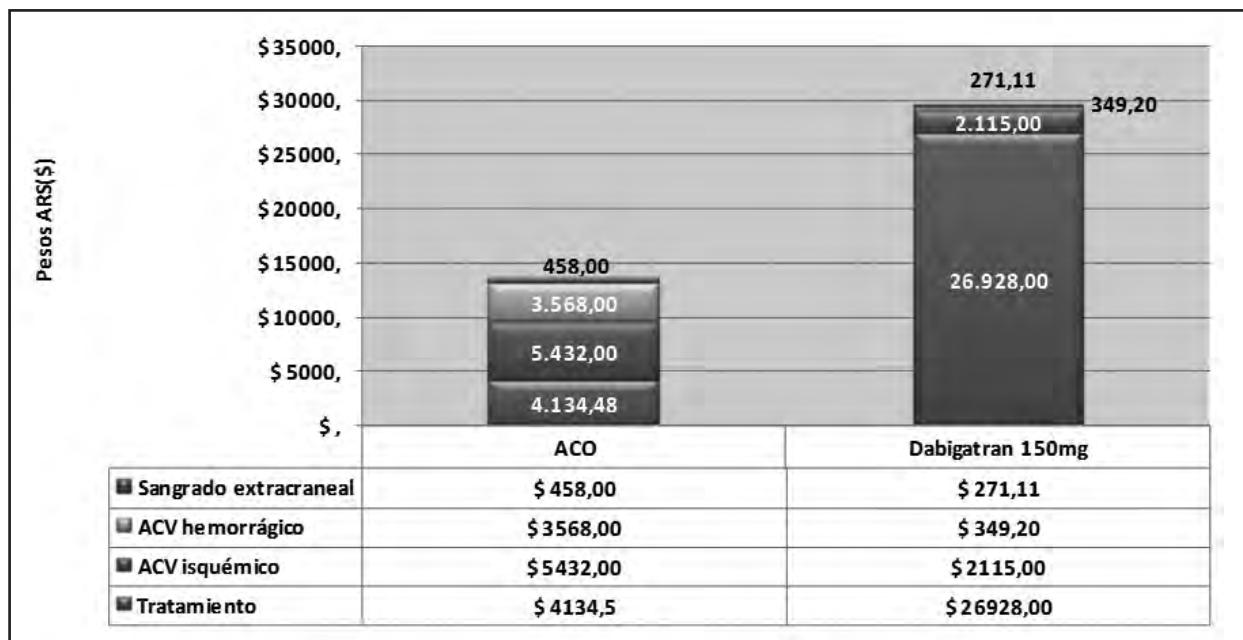 $35000,
$30000,
$25000,
$20000,
$15000,
$10000,
$5000,
$,
Pesos ARS($)
458,00
3.568,00
5.432,00
4.134,48
271,11
349,20
2.115,00
26.928,00
ACO Dabigatran 150mg
Sangrado extracraneal $458,00 $271,11
ACV hemorrágico $3568,00 $349,20
ACV isquémico $5432,00 $2115,00
Tratamiento $4134,5 $26928,00